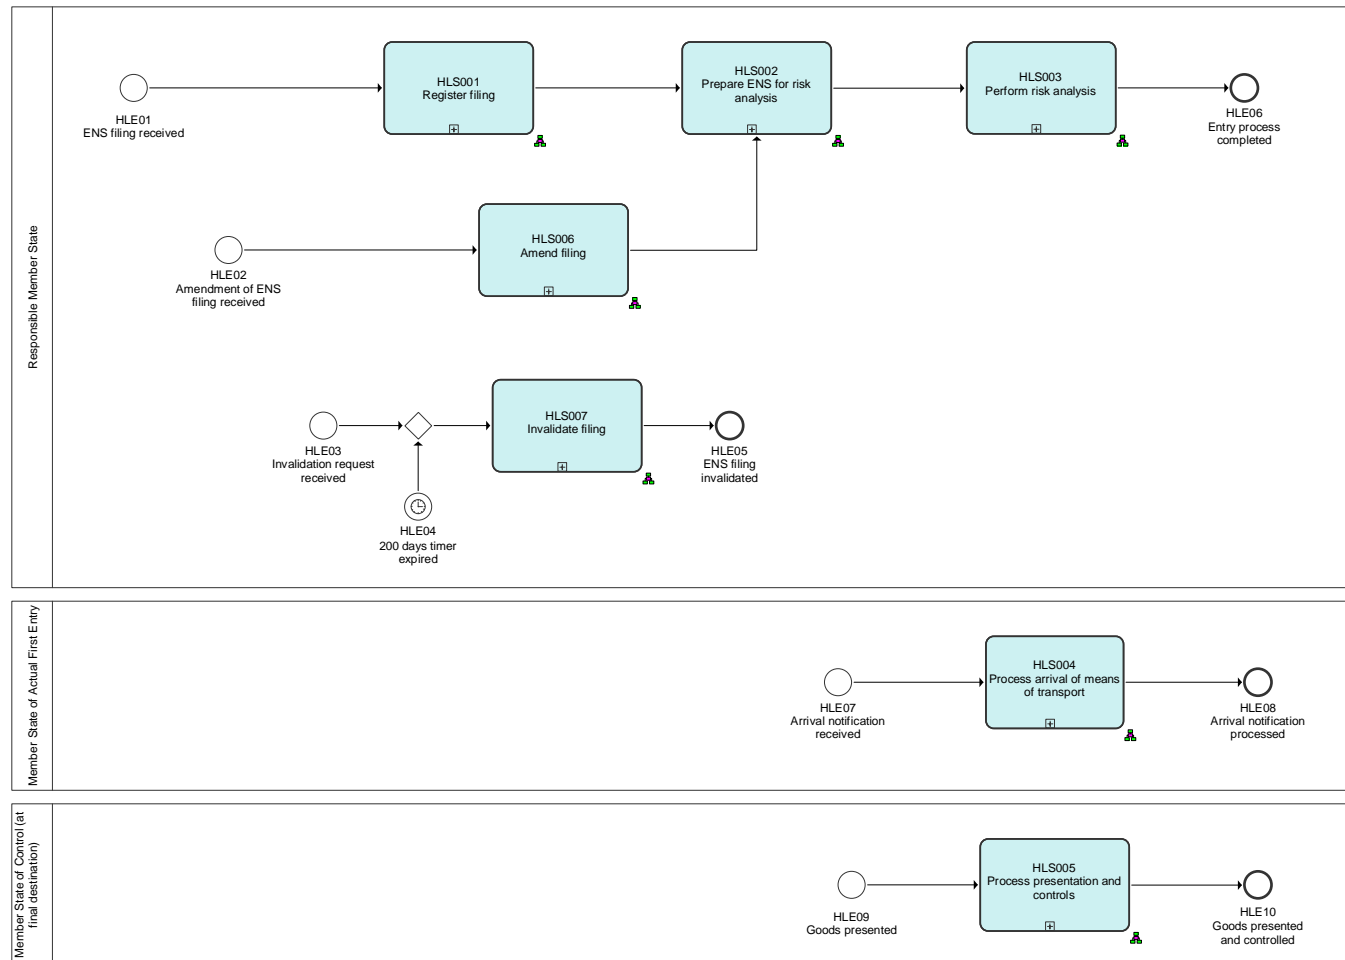 Responsible Member State
HLE01
ENS filing received
HLS001
Register filing
HLS002
Prepare ENS for risk
analysis
HLS003
Perform risk analysis
HLE06
Entry process
completed
HLE02
Amendment of ENS
filing received
HLS006
Amend filing
HLE03
Invalidation request
received
HLE04
200 days timer
expired
HLS007
Invalidate filing
HLE05
ENS filing
invalidated
Member State of Actual First Entry
HLE07
Arrival notification
received
HLS004
Process arrival of means
of transport
HLE08
Arrival notification
processed
Member State of Control (at
final destination)
HLE09
Goods presented
HLS005
Process presentation and
controls
HLE10
Goods presented
and controlled